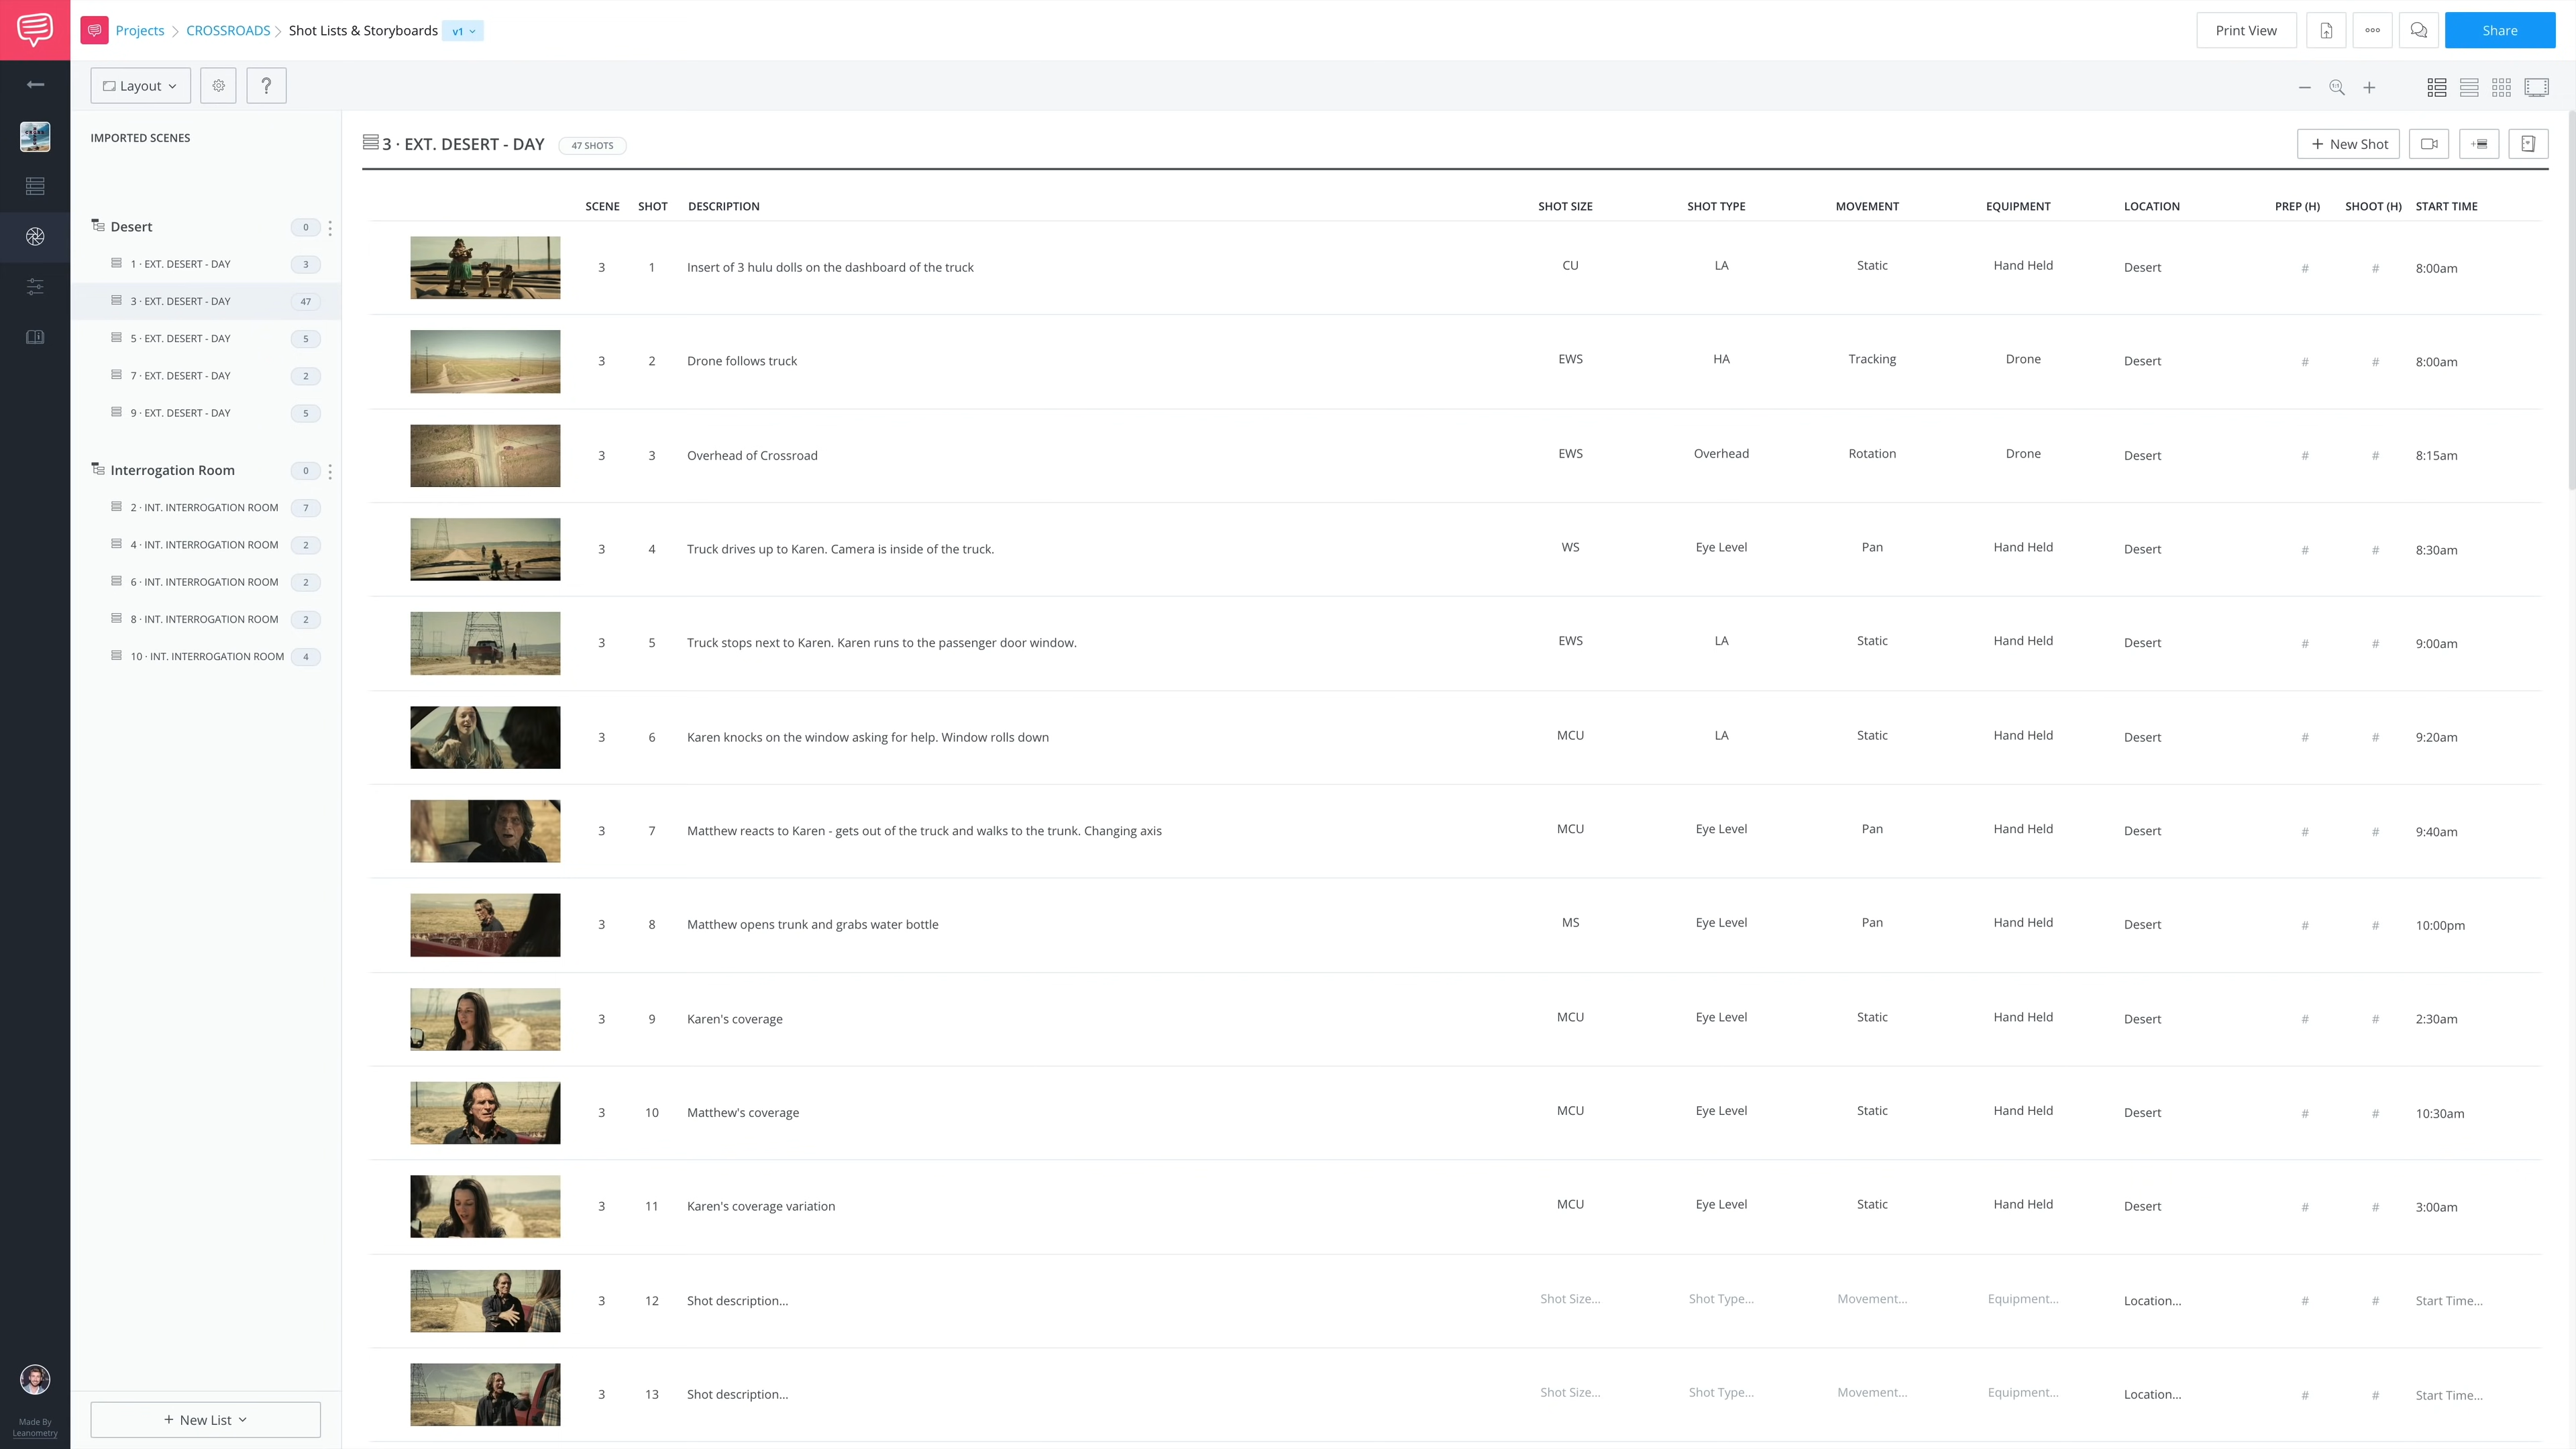 Projects > CROSSROADS > Shot Lists & Storyboards v1
Print View
Share
Layout
?
IMPORTED SCENES
Desert 0
1 · EXT. DESERT - DAY 3
3 · EXT. DESERT - DAY 47
5 · EXT. DESERT - DAY 5
7 · EXT. DESERT - DAY 2
9 · EXT. DESERT - DAY 5
Interrogation Room 0
2 · INT. INTERROGATION ROOM 7
4 · INT. INTERROGATION ROOM 2
6 · INT. INTERROGATION ROOM 2
8 · INT. INTERROGATION ROOM 2
10 · INT. INTERROGATION ROOM 4
+ New List
Made By
Leanometry
3 · EXT. DESERT - DAY 47 SHOTS
+ New Shot
SCENE SHOT DESCRIPTION SHOT SIZE SHOT TYPE MOVEMENT EQUIPMENT LOCATION PREP (H) SHOOT (H) START TIME
3 1 Insert of 3 hulu dolls on the dashboard of the truck CU LA Static Hand Held Desert # # 8:00am
3 2 Drone follows truck EWS HA Tracking Drone Desert # # 8:00am
3 3 Overhead of Crossroad EWS Overhead Rotation Drone Desert # # 8:15am
3 4 Truck drives up to Karen. Camera is inside of the truck. WS Eye Level Pan Hand Held Desert # # 8:30am
3 5 Truck stops next to Karen. Karen runs to the passenger door window. EWS LA Static Hand Held Desert # # 9:00am
3 6 Karen knocks on the window asking for help. Window rolls down MCU LA Static Hand Held Desert # # 9:20am
3 7 Matthew reacts to Karen - gets out of the truck and walks to the trunk. Changing axis MCU Eye Level Pan Hand Held Desert # # 9:40am
3 8 Matthew opens trunk and grabs water bottle MS Eye Level Pan Hand Held Desert # # 10:00pm
3 9 Karen's coverage MCU Eye Level Static Hand Held Desert # # 2:30am
3 10 Matthew's coverage MCU Eye Level Static Hand Held Desert # # 10:30am
3 11 Karen's coverage variation MCU Eye Level Static Hand Held Desert # # 3:00am
3 12 Shot description... Shot Size... Shot Type... Movement... Equipment... Location... # # Start Time...
3 13 Shot description... Shot Size... Shot Type... Movement... Equipment... Location... # # Start Time...